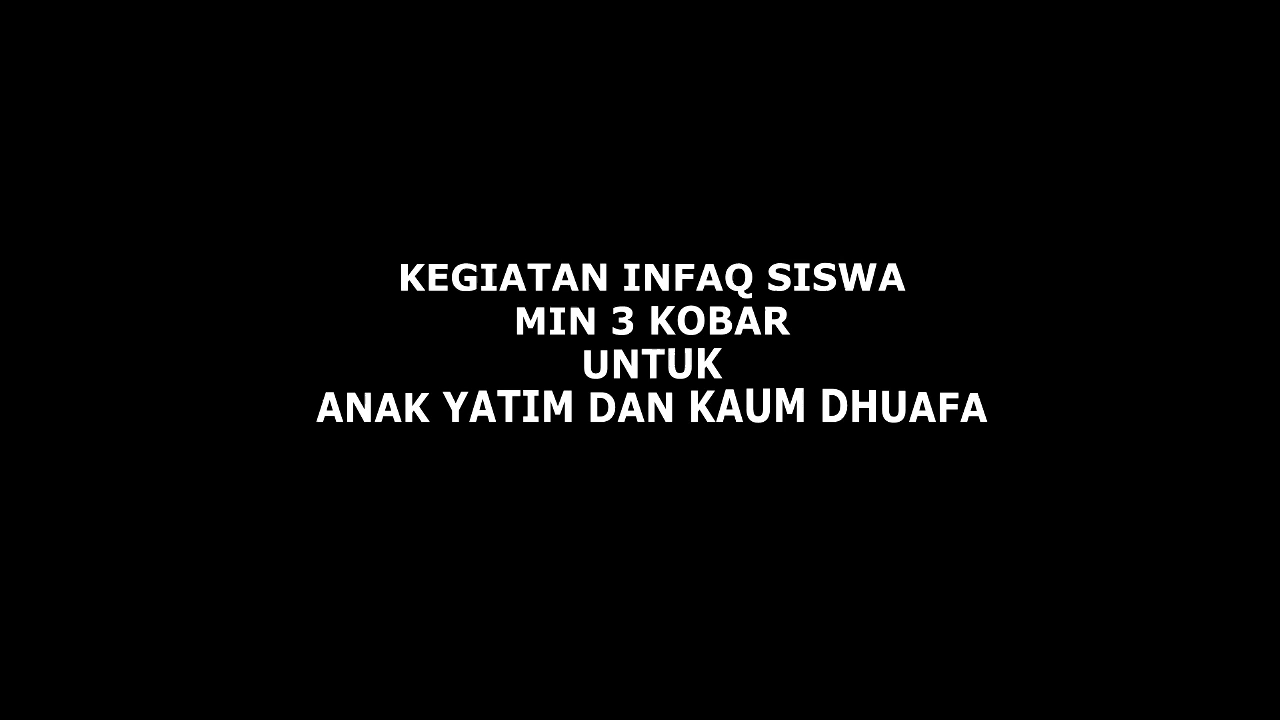 KEGIATAN INFAQ SISWA
MIN 3 KOBAR
UNTUK
ANAK YATIM DAN KAUM DHUAFA